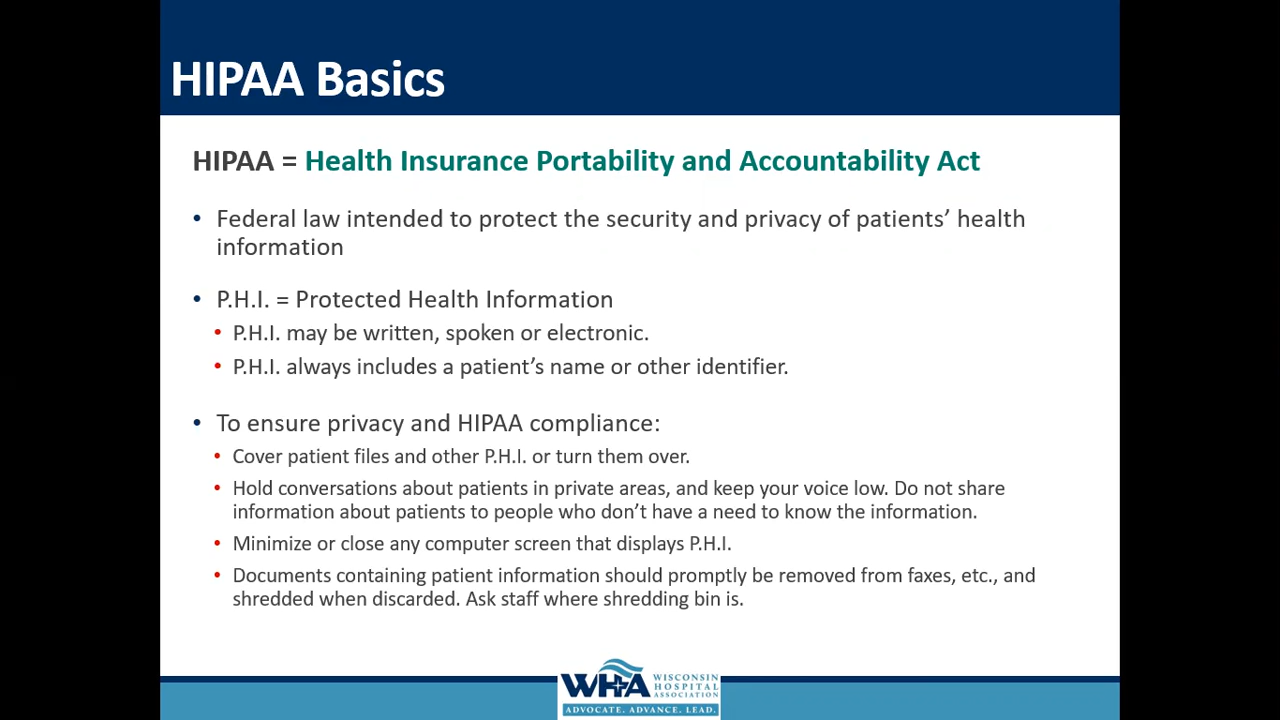 HIPAA Basics
HIPAA = Health Insurance Portability and Accountability Act
• Federal law intended to protect the security and privacy of patients’ health
information
• P.H.I. = Protected Health Information
• P.H.I. may be written, spoken or electronic.
• P.H.I. always includes a patient’s name or other identifier.
• To ensure privacy and HIPAA compliance:
• Cover patient files and other P.H.I. or turn them over.
• Hold conversations about patients in private areas, and keep your voice low. Do not share
information about patients to people who don’t have a need to know the information.
• Minimize or close any computer screen that displays P.H.I.
• Documents containing patient information should promptly be removed from faxes, etc., and
shredded when discarded. Ask staff where shredding bin is.
WHA
WISCONSIN
HOSPITAL
ASSOCIATION
ADVOCATE. ADVANCE. LEAD.